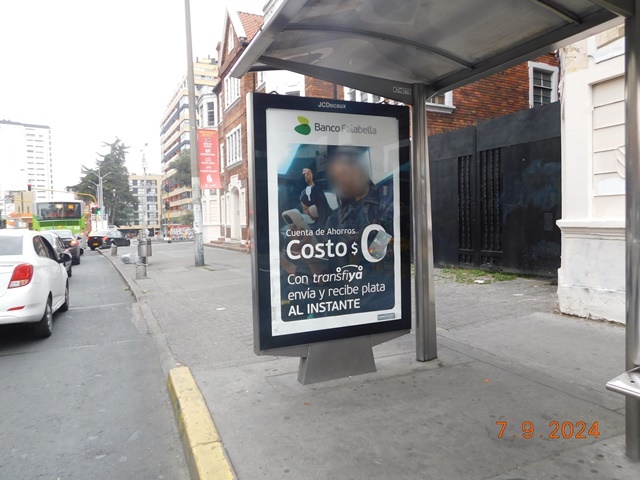 JCDecaux
Banco Falabella
Cuenta de Ahorros
Costo $ 0
Con transfiYa
envía y recibe plata
AL INSTANTE
7. 9. 2024